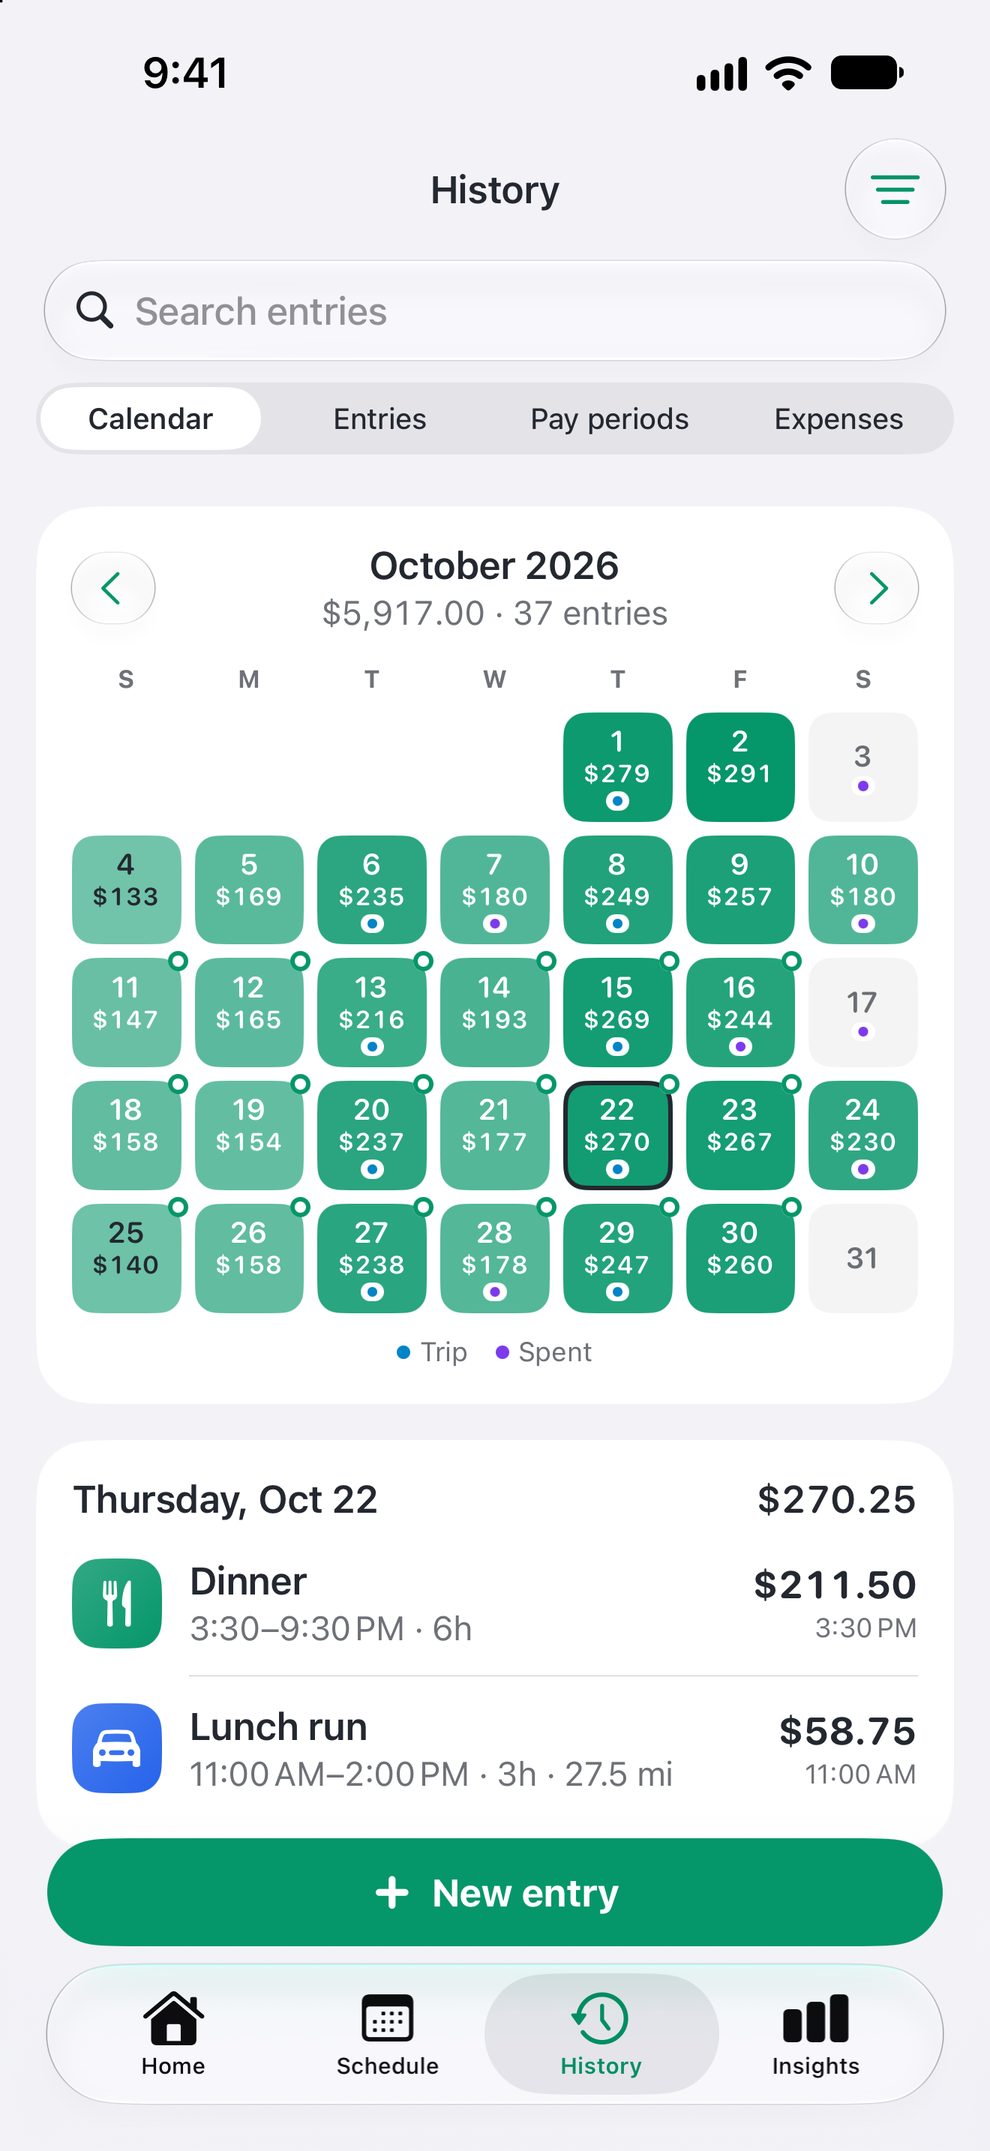 9:41
History
Search entries
Calendar Entries Pay periods Expenses
October 2026
$5,917.00 · 37 entries
S M T W T F S
1 2 3
$279 $291
4 5 6 7 8 9 10
$133 $169 $235 $180 $249 $257 $180
11 12 13 14 15 16 17
$147 $165 $216 $193 $269 $244
18 19 20 21 22 23 24
$158 $154 $237 $177 $270 $267 $230
25 26 27 28 29 30 31
$140 $158 $238 $178 $247 $260
Trip Spent
Thursday, Oct 22 $270.25
Dinner $211.50
3:30–9:30 PM · 6h 3:30 PM
Lunch run $58.75
11:00 AM–2:00 PM · 3h · 27.5 mi 11:00 AM
+ New entry
Home Schedule History Insights